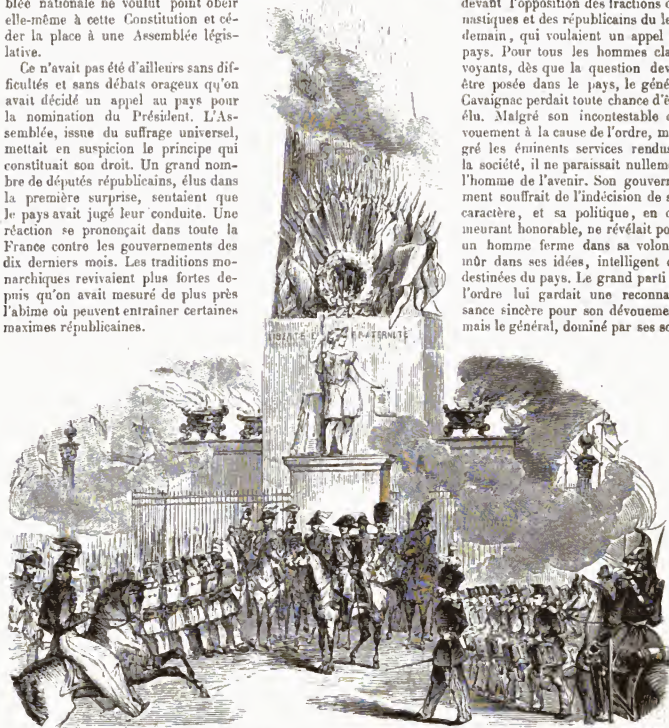 blée nationale ne voulut point obéir
elle-même à cette Constitution et cé-
der la place à une Assemblée légis-
lative.
Ce n'avait pas été d'ailleurs sans dif-
ficultés et sans débats orageux qu'on
avait décidé un appel au pays pour
la nomination du Président. L'As-
semblée, issue du suffrage universel,
mettait en suspicion le principe qui
constituait son droit. Un grand nom-
bre de députés républicains, élus dans
la première surprise, sentaient que
le pays avait jugé leur conduite. Une
réaction se prononçait dans toute la
France contre les gouvernements des
dix derniers mois. Les traditions mo-
narchiques revivaient plus fortes de-
puis qu'on avait mesuré de plus près
l'abîme où peuvent entraîner certaines
maximes républicaines.
devant l'opposition des fractions
nastiques et des républicains du le
demain, qui voulaient un appel
pays. Pour tous les hommes clai
voyants, dès que la question dev
être posée dans le pays, le géné
Cavaignac perdait toute chance d'ê
élu. Malgré son incontestable
vouement à la cause de l'ordre, ma
gré les éminents services rendus
la société, il ne paraissait nulleme
l'homme de l'avenir. Son gouverne
ment souffrait de l'indécision de s
caractère, et sa politique, en
meurant honorable, ne révélait po
un homme ferme dans sa volon
mûr dans ses idées, intelligent
destinées du pays. Le grand parti
l'ordre lui gardait une reconnai
sance sincère pour son dévouemen
mais le général, dominé par ses so
LIBERTÉ FRATERNITÉ